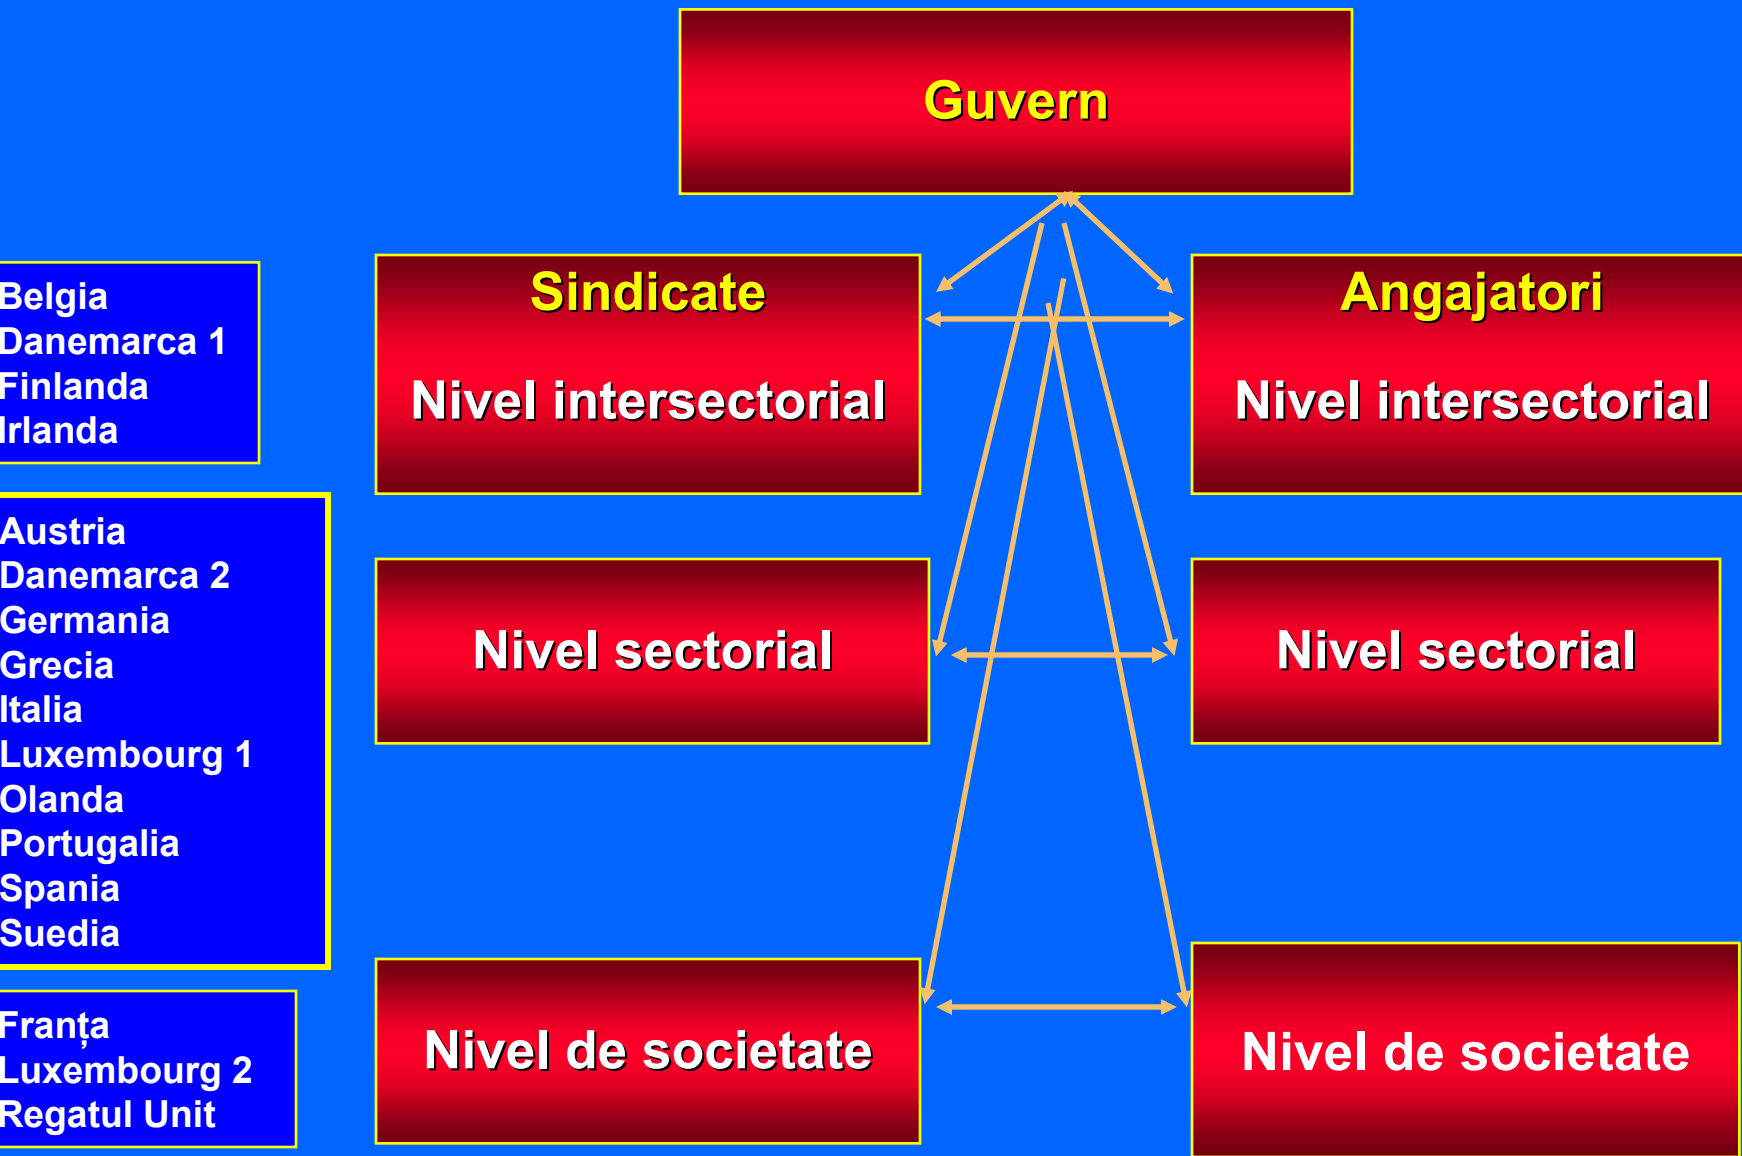 Guvern
Sindicate
Nivel intersectorial
Angajatori
Nivel intersectorial
Belgia
Danemarca 1
Finlanda
Irlanda
Austria
Danemarca 2
Germania
Grecia
Italia
Luxembourg 1
Olanda
Portugalia
Spania
Suedia
Nivel sectorial
Nivel sectorial
Franța
Luxembourg 2
Regatul Unit
Nivel de societate
Nivel de societate